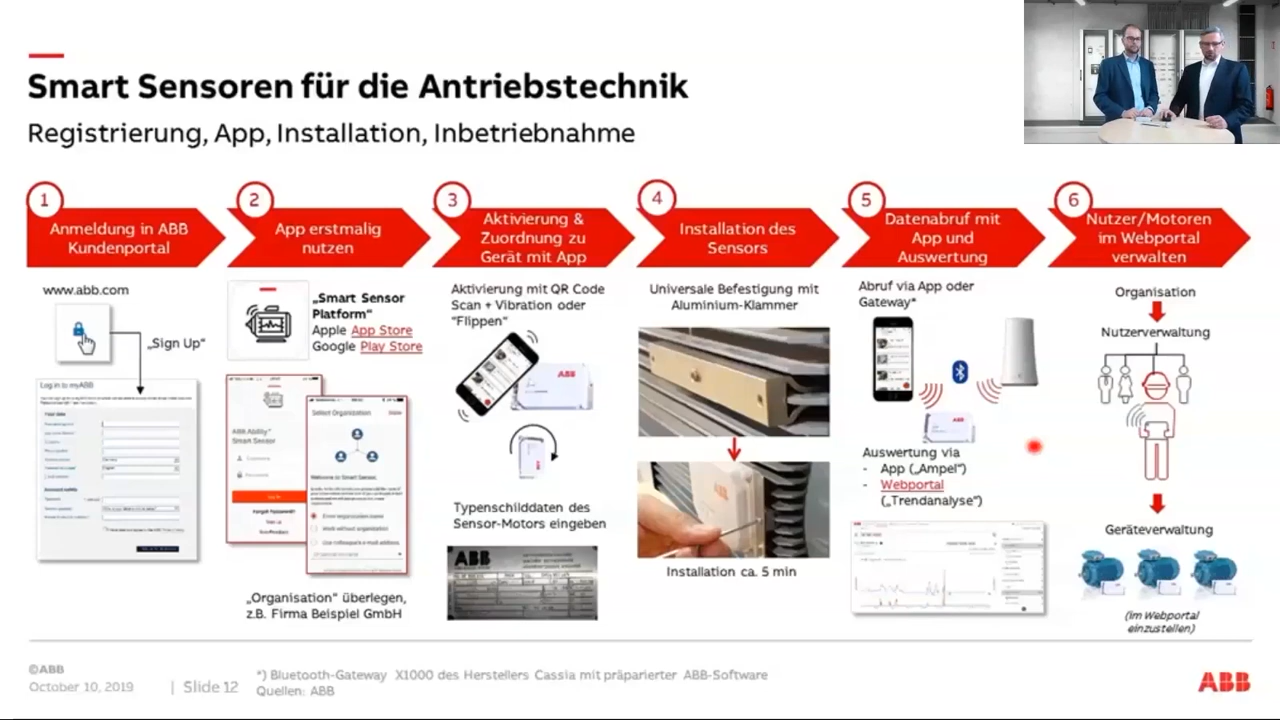 Smart Sensoren für die Antriebstechnik
Registrierung, App, Installation, Inbetriebnahme
1
Anmeldung in ABB
Kundenportal
2
App erstmalig
nutzen
3
Aktivierung &
Zuordnung zu
Gerät mit App
4
Installation des
Sensors
5
Datenabruf mit
App und
Auswertung
6
Nutzer/Motoren
im Webportal
verwalten
www.abb.com
„Sign Up“
Log in to myABB
„Smart Sensor
Platform“
Apple App Store
Google Play Store
ABB Ability™
Smart Sensor
Select Organization
Welcome to Smart Sensor.
„Organisation“ überlegen,
z.B. Firma Beispiel GmbH
Aktivierung mit QR Code
Scan + Vibration oder
“Flippen”
ABB
Typenschilddaten des
Sensor-Motors eingeben
ABB
Universale Befestigung mit
Aluminium-Klammer
Installation ca. 5 min
Abruf via App oder
Gateway*
ABB
Auswertung via
- App („Ampel“)
- Webportal
(„Trendanalyse“)
Organisation
Nutzerverwaltung
Geräteverwaltung
(Im Webportal
einzustellen)
©ABB
October 10, 2019 | Slide 12
*) Bluetooth-Gateway X1000 des Herstellers Cassia mit präparierter ABB-Software
Quellen: ABB
ABB